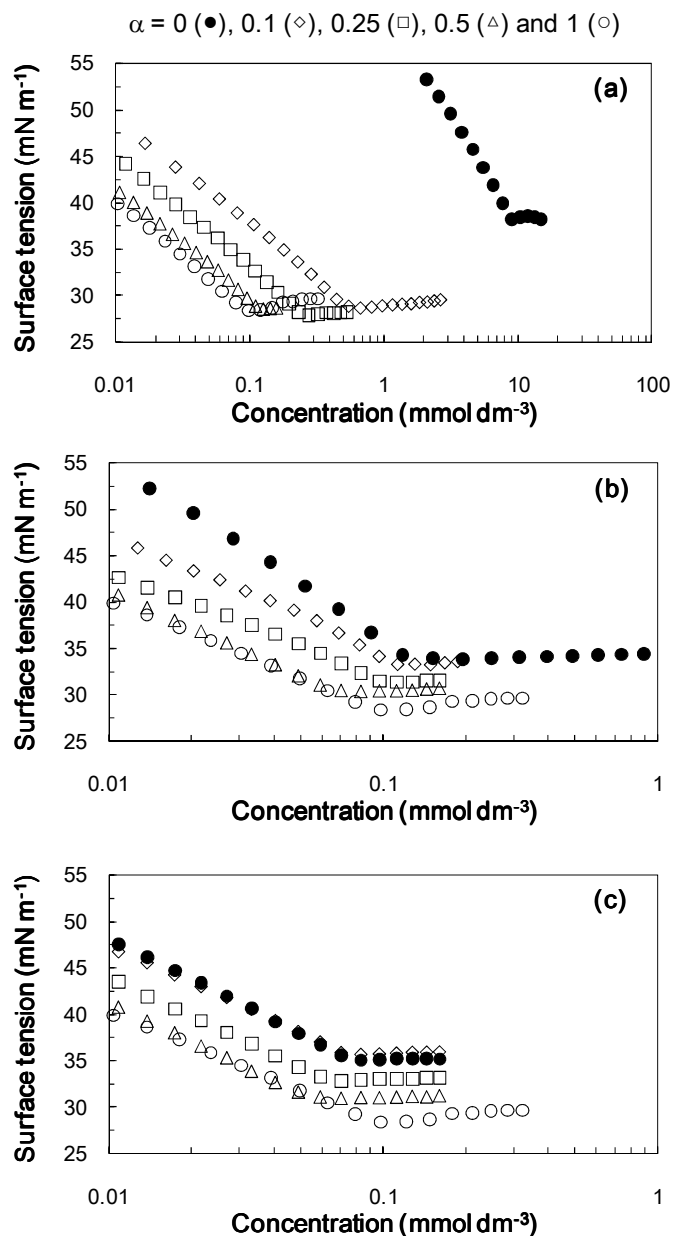 α = 0 (●), 0.1 (◇), 0.25 (□), 0.5 (△) and 1 (○)
(a)
55
50
45
40
35
30
25
Surface tension (mN m⁻¹)
0.01 0.1 1 10 100
Concentration (mmol dm⁻³)
(b)
55
50
45
40
35
30
25
Surface tension (mN m⁻¹)
0.01 0.1 1
Concentration (mmol dm⁻³)
(c)
55
50
45
40
35
30
25
Surface tension (mN m⁻¹)
0.01 0.1 1
Concentration (mmol dm⁻³)